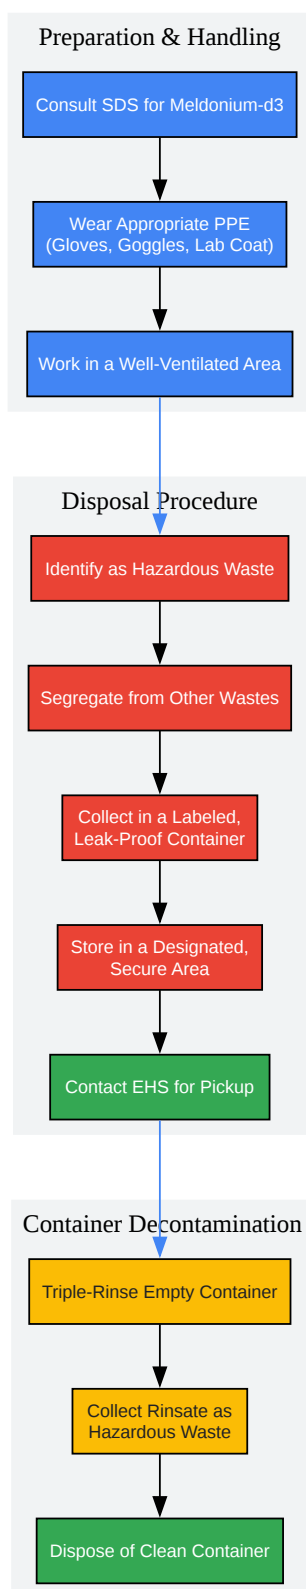 Preparation & Handling
Consult SDS for Meldonium-d3
Wear Appropriate PPE
(Gloves, Goggles, Lab Coat)
Work in a Well-Ventilated Area
Disposal Procedure
Identify as Hazardous Waste
Segregate from Other Wastes
Collect in a Labeled,
Leak-Proof Container
Store in a Designated,
Secure Area
Contact EHS for Pickup
Container Decontamination
Triple-Rinse Empty Container
Collect Rinsate as
Hazardous Waste
Dispose of Clean Container